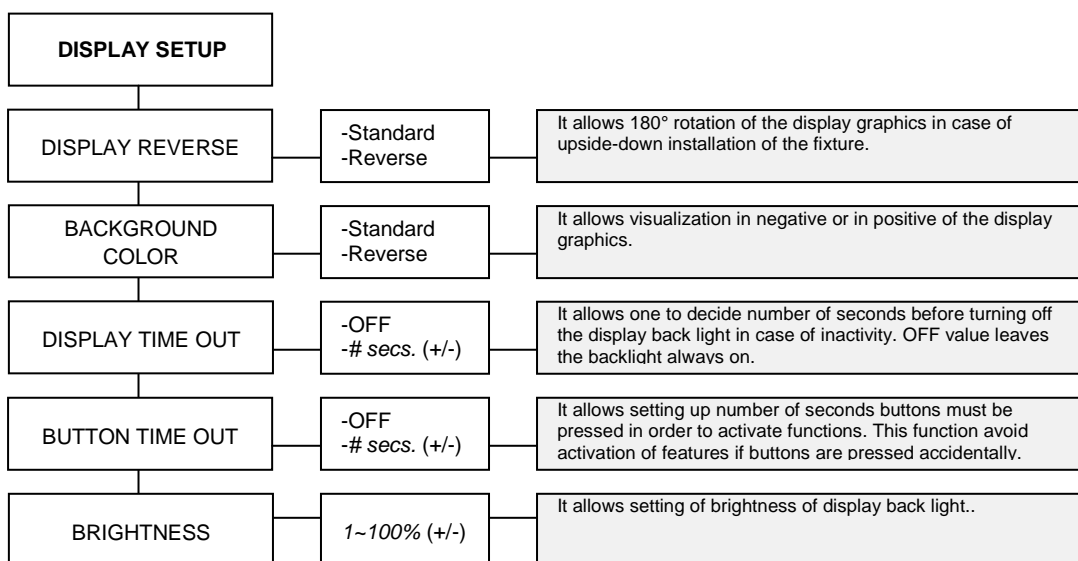 DISPLAY SETUP
DISPLAY REVERSE
-Standard
-Reverse
It allows 180° rotation of the display graphics in case of
upside-down installation of the fixture.
BACKGROUND
COLOR
-Standard
-Reverse
It allows visualization in negative or in positive of the display
graphics.
DISPLAY TIME OUT
-OFF
-# secs. (+/-)
It allows one to decide number of seconds before turning off
the display back light in case of inactivity. OFF value leaves
the backlight always on.
BUTTON TIME OUT
-OFF
-# secs. (+/-)
It allows setting up number of seconds buttons must be
pressed in order to activate functions. This function avoid
activation of features if buttons are pressed accidentally.
BRIGHTNESS
1~100% (+/-)
It allows setting of brightness of display back light..